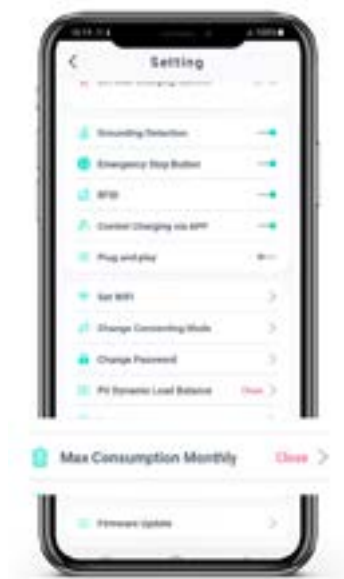 Setting
Grounding Detection
Emergency Stop Button
RFID
Control Charging via APP
Plug and play
Set WIFI
Change Connecting Mode
Change Password
PV Dynamic Load Balance Close
Max Consumption Monthly Close
Firmware Update